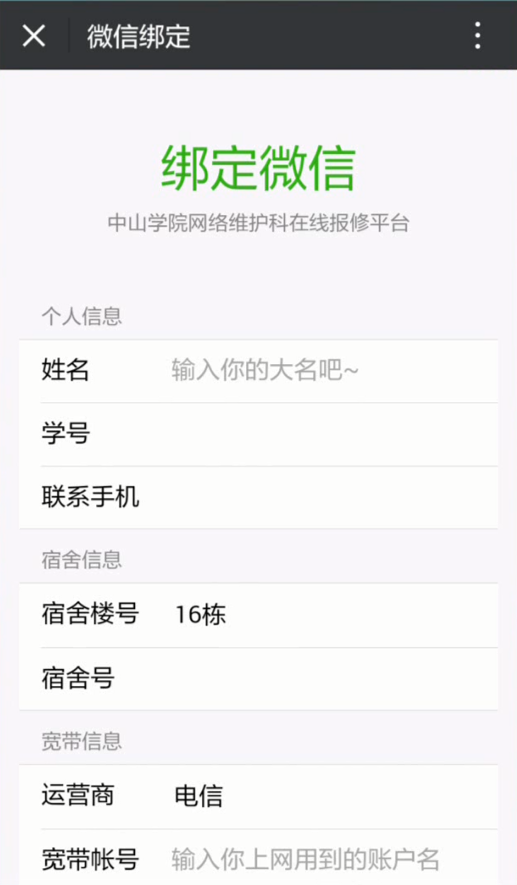 微信绑定
绑定微信
中山学院网络维护科在线报修平台
个人信息
姓名 输入你的大名吧~
学号
联系手机
宿舍信息
宿舍楼号 16栋
宿舍号
宽带信息
运营商 电信
宽带帐号 输入你上网用到的账户名